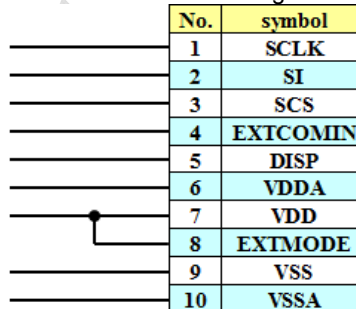 No. symbol
1 SCLK
2 SI
3 SCS
4 EXTCOMIN
5 DISP
6 VDDA
7 VDD
8 EXTMODE
9 VSS
10 VSSA